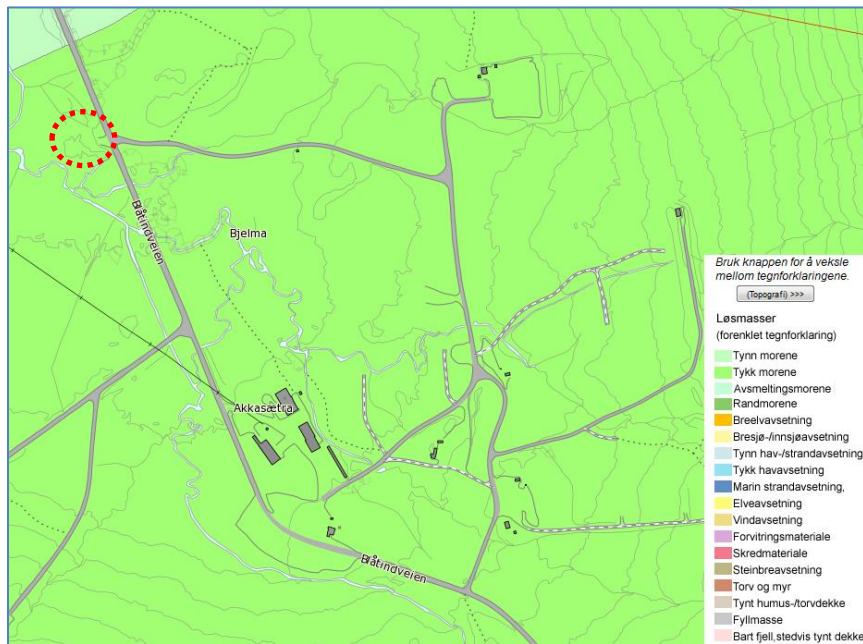 Blåtindveien
Bjelma
Akkasætra
Blåtindveien
Bruk knappen for å veksle
mellom tegnforklaringene.
(Topografi) >>>
Løsmasser
(forenklet tegnforklaring)
Tynn morene
Tykk morene
Avsmeltingsmorene
Randmorene
Breelvavsetning
Bresjø-/innsjøavsetning
Tynn hav-/strandavsetning
Tykk havavsetning
Marin strandavsetning,
Elveavsetning
Vindavsetning
Forvitringsmateriale
Skredmateriale
Steinbreavsetning
Torv og myr
Tynt humus-/torvdekke
Fyllmasse
Bart fjell,stedvis tynt dekke